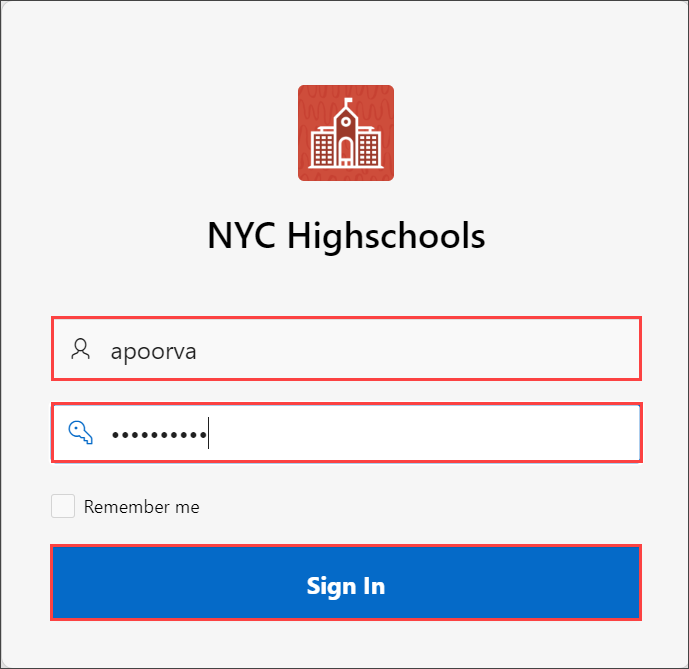 NYC Highschools
apoorva
••••••••••
Remember me
Sign In